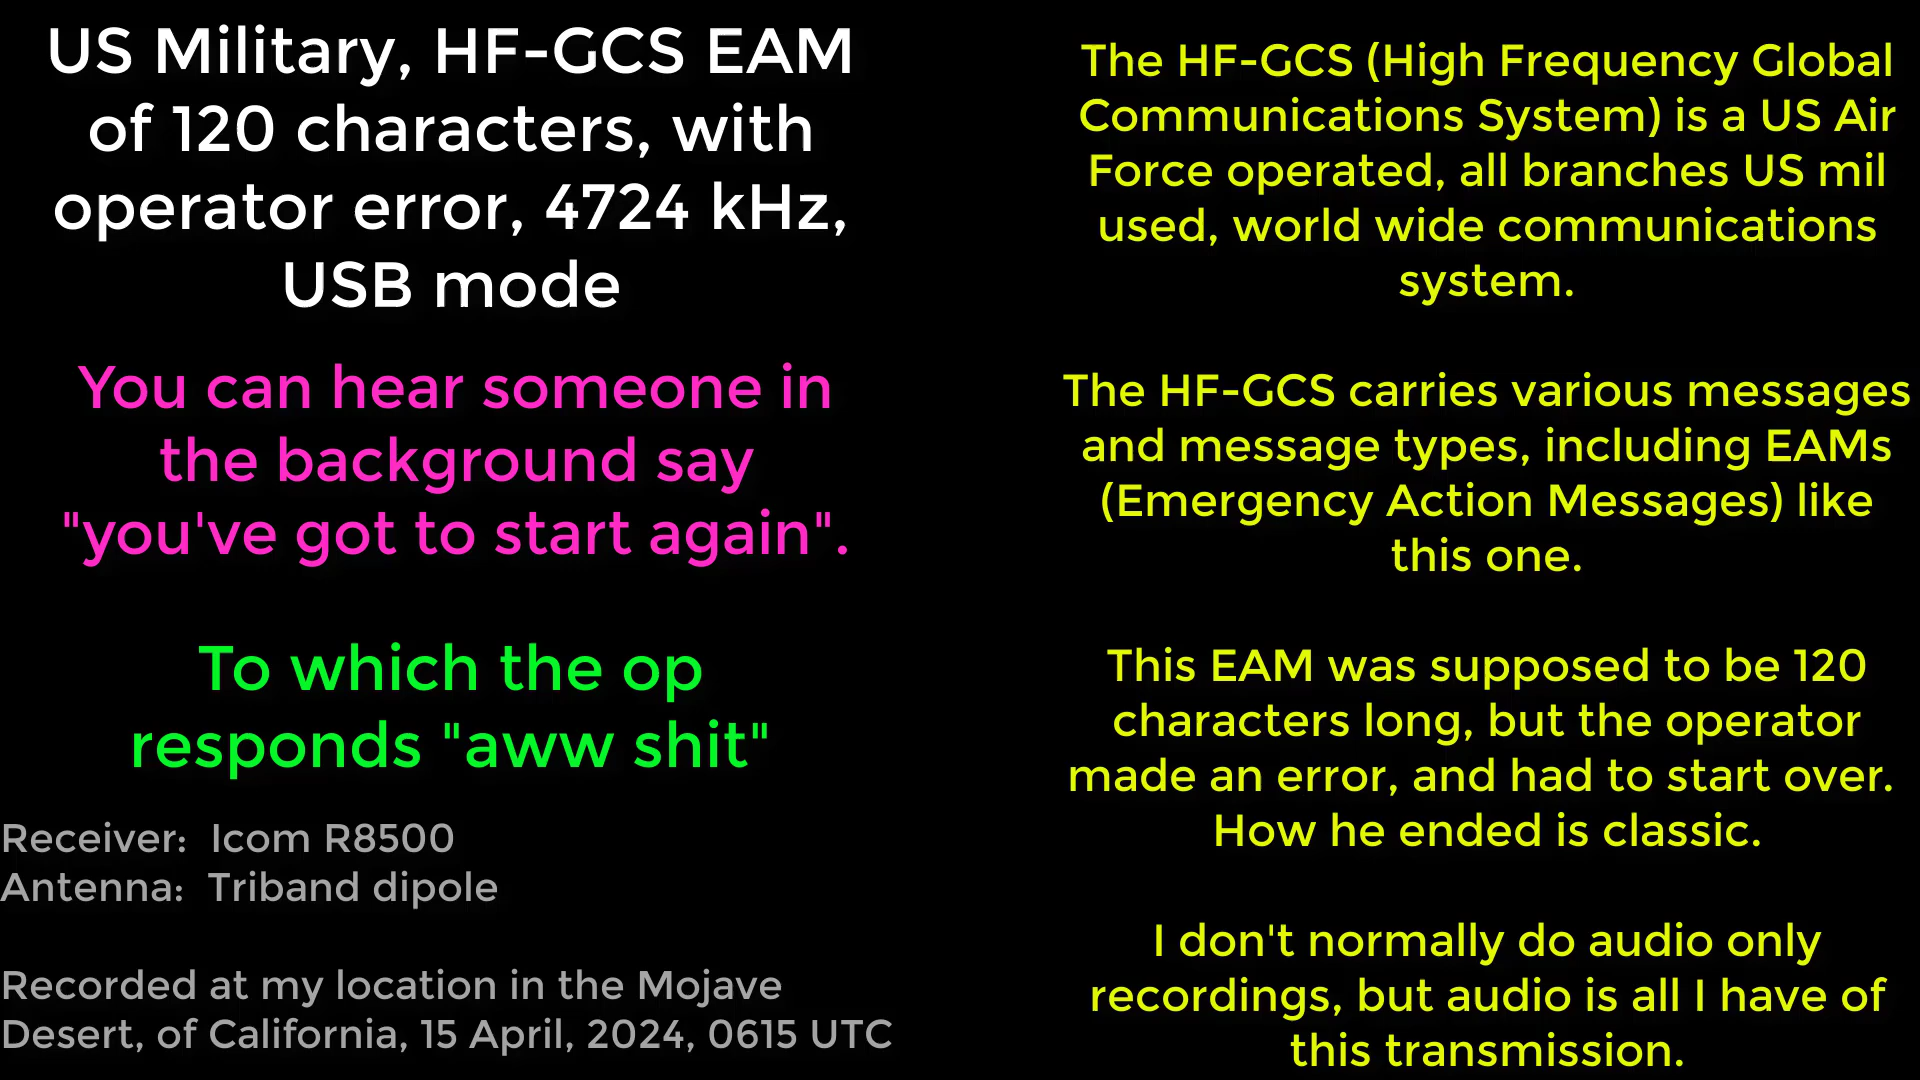 US Military, HF-GCS EAM
of 120 characters, with
operator error, 4724 kHz,
USB mode
You can hear someone in
the background say
"you've got to start again".
To which the op
responds "aww shit"
Receiver:  Icom R8500
Antenna:  Triband dipole
Recorded at my location in the Mojave
Desert, of California, 15 April, 2024, 0615 UTC
The HF-GCS (High Frequency Global
Communications System) is a US Air
Force operated, all branches US mil
used, world wide communications
system.
The HF-GCS carries various messages
and message types, including EAMs
(Emergency Action Messages) like
this one.
This EAM was supposed to be 120
characters long, but the operator
made an error, and had to start over.
How he ended is classic.
I don't normally do audio only
recordings, but audio is all I have of
this transmission.